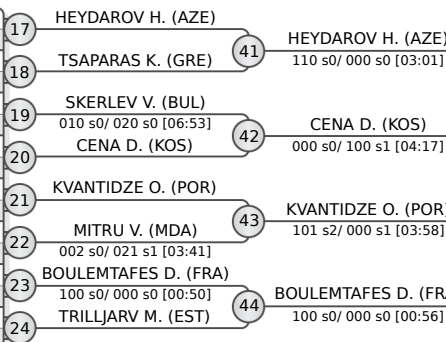 17
HEYDAROV H. (AZE)
41
HEYDAROV H. (AZE)
110 s0/ 000 s0 [03:01]
18
TSAPARAS K. (GRE)
19
SKERLEV V. (BUL)
010 s0/ 020 s0 [06:53]
42
CENA D. (KOS)
000 s0/ 100 s1 [04:17]
20
CENA D. (KOS)
21
KVANTIDZE O. (POR)
43
KVANTIDZE O. (POR)
101 s2/ 000 s1 [03:58]
22
MITRU V. (MDA)
002 s0/ 021 s1 [03:41]
23
BOULEMTAFES D. (FRA)
100 s0/ 000 s0 [00:50]
44
BOULEMTAFES D. (FRA
100 s0/ 000 s0 [00:56]
24
TRILLJARV M. (EST)